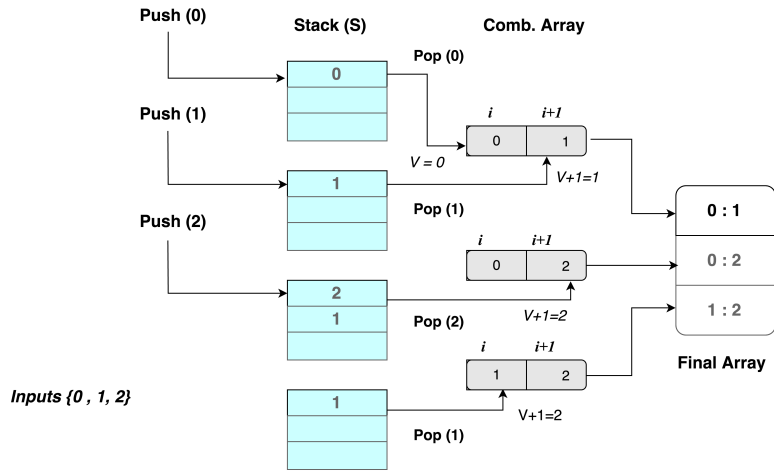 Push (0)
Stack (S)
Comb. Array
Pop (0)
0
i
i+1
0
1
V = 0
Push (1)
1
V+1=1
Pop (1)
Push (2)
i
i+1
0
2
2
1
V+1=2
Pop (2)
0 : 1
0 : 2
1 : 2
Final Array
i
i+1
1
2
Inputs {0 , 1, 2}
1
V+1=2
Pop (1)